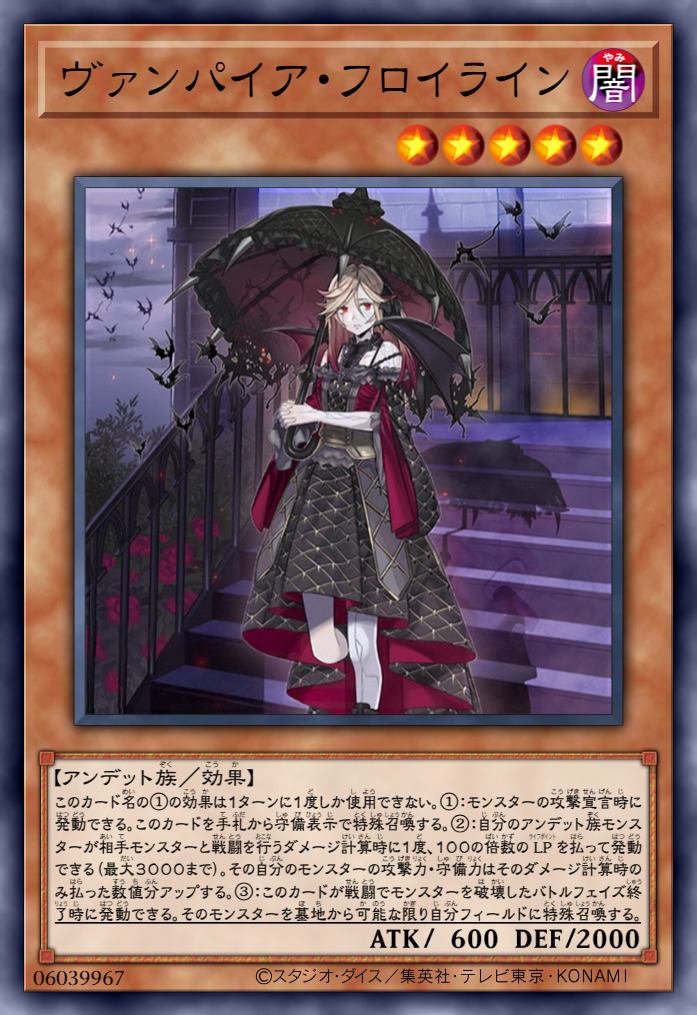 ヴァンパイア・フロイライン
やみ
闇
【アンデット族／効果】
このカード名の①の効果は1ターンに1度しか使用できない。①：モンスターの攻撃宣言時に
発動できる。このカードを手札から守備表示で特殊召喚する。②：自分のアンデット族モンス
ターが相手モンスターと戦闘を行うダメージ計算時に1度、100の倍数のLPを払って発動
できる（最大3000まで）。その自分のモンスターの攻撃力・守備力はそのダメージ計算時の
み払った数値分アップする。③：このカードが戦闘でモンスターを破壊したバトルフェイズ終
了時に発動できる。そのモンスターを墓地から可能な限り自分フィールドに特殊召喚する。
ATK/ 600 DEF/2000
06039967
©スタジオ・ダイス／集英社・テレビ東京・KONAMI